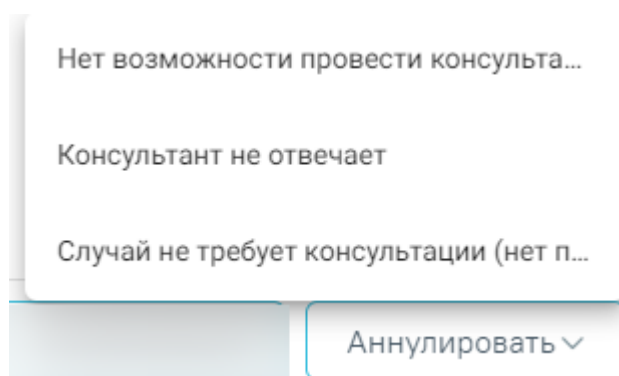 Нет возможности провести консульта...
Консультант не отвечает
Случай не требует консультации (нет п...
Аннулировать